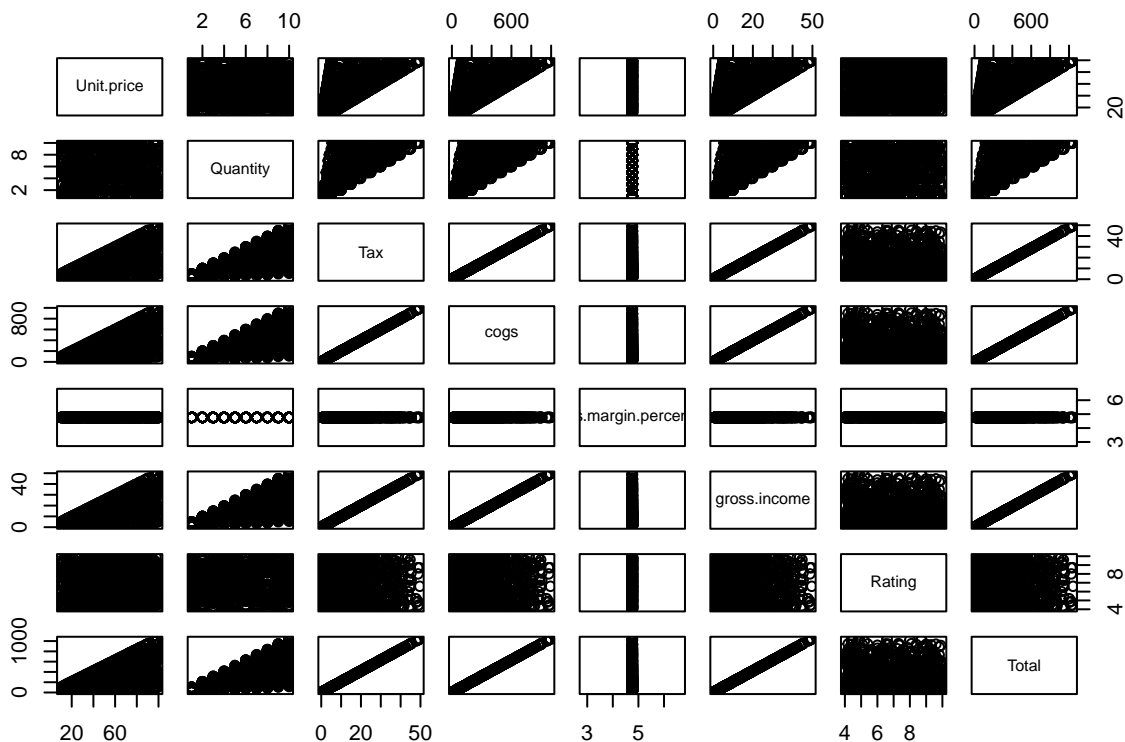 2 6 10 0 600 0 20 50 0 600
Unit.price
20
8
2
Quantity
Tax
40
0
800
0
cogs
s.margin.percer
6
3
40
0
gross.income
Rating
8
4
1000
0
Total
20 60 0 20 50 3 5 4 6 8